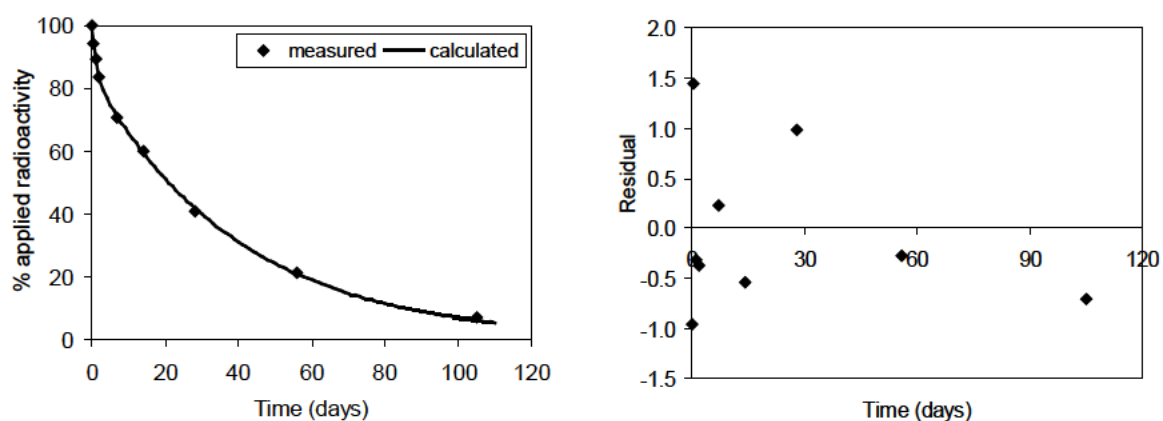 100
80
60
40
20
0
% applied radioactivity
measured
calculated
0 20 40 60 80 100 120
Time (days)
2.0
1.5
1.0
0.5
0.0
-0.5
-1.0
-1.5
Residual
0 30 60 90 120
Time (days)